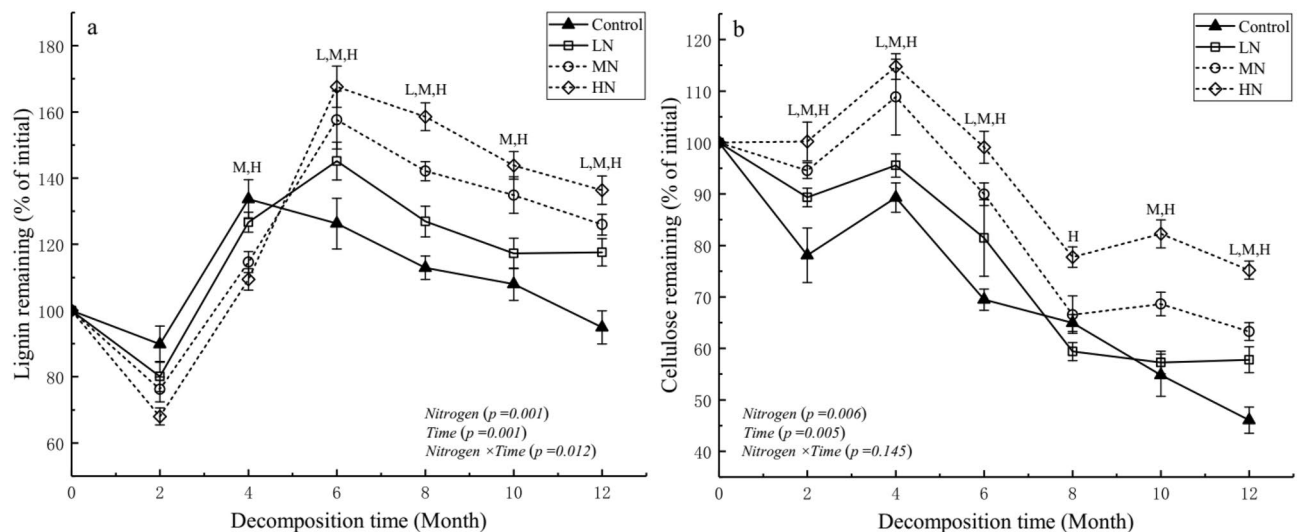 a
Control
LN
MN
HN
Lignin remaining (% of initial)
180
160
140
120
100
80
60
L,M,H
L,M,H
M,H
M,H
L,M,H
Nitrogen (p=0.001)
Time (p=0.001)
Nitrogen ×Time (p=0.012)
0 2 4 6 8 10 12
Decomposition time (Month)
b
Control
LN
MN
HN
Cellulose remaining (% of initial)
120
110
100
90
80
70
60
50
40
L,M,H
L,M,H
L,M,H
H
M,H
L,M,H
Nitrogen (p=0.006)
Time (p=0.005)
Nitrogen ×Time (p=0.145)
0 2 4 6 8 10 12
Decomposition time (Month)